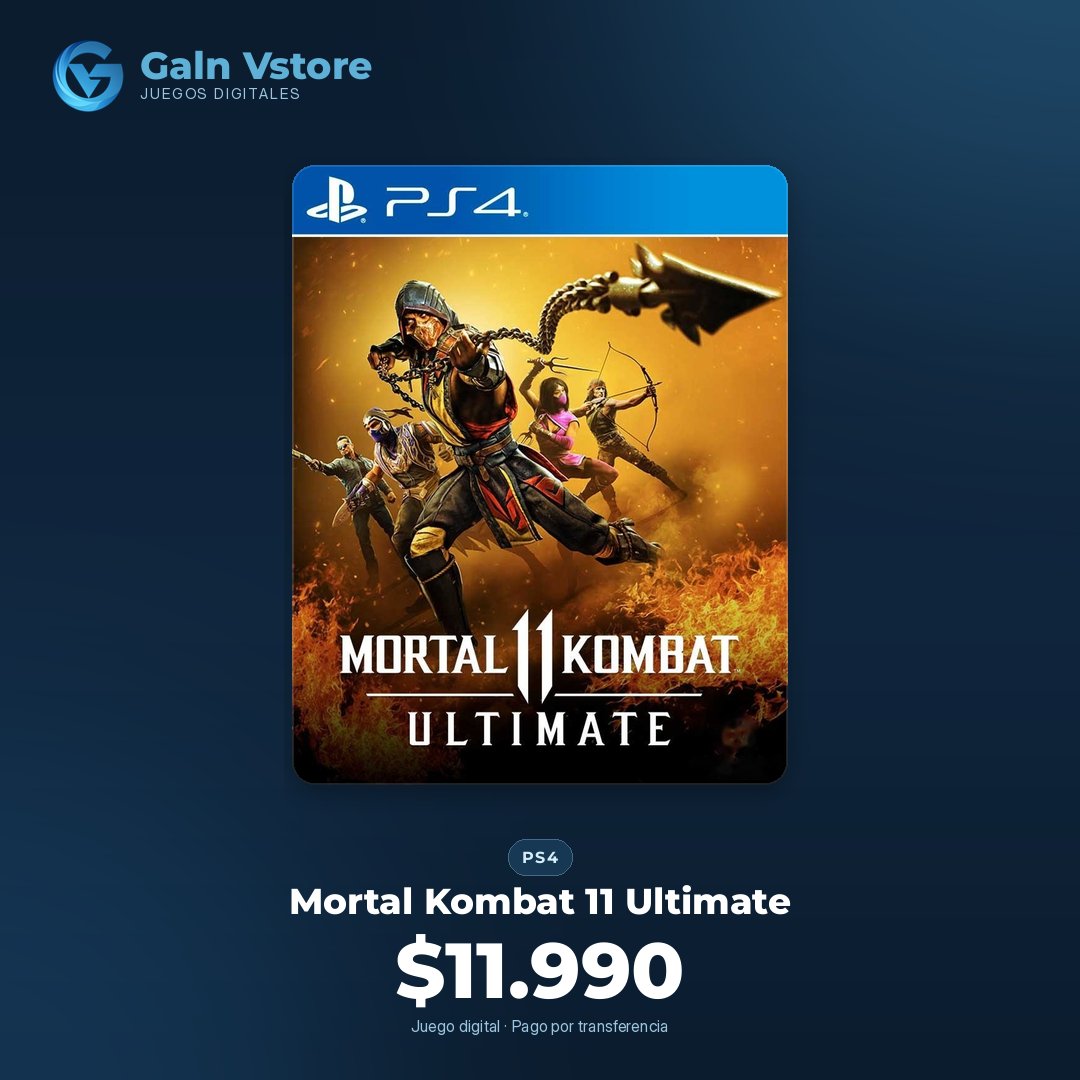 GaIn Vstore
JUEGOS DIGITALES
PS4
MORTAL 11 KOMBAT
ULTIMATE
PS4
Mortal Kombat 11 Ultimate
$11.990
Juego digital · Pago por transferencia